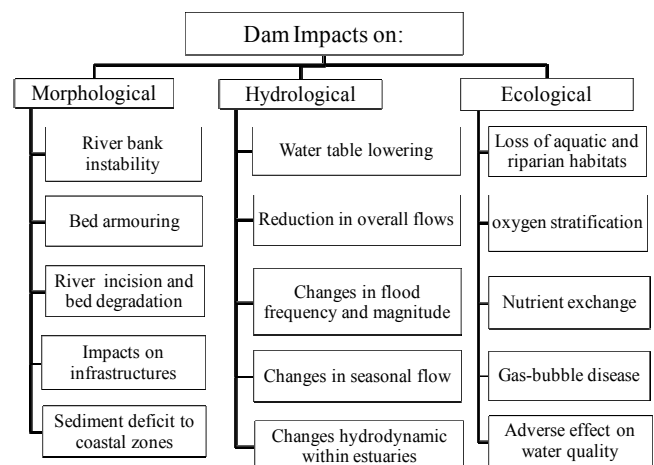 Dam Impacts on:
Morphological
River bank
instability
Bed armouring
River incision and
bed degradation
Impacts on
infrastructures
Sediment deficit to
coastal zones
Hydrological
Water table lowering
Reduction in overall flows
Changes in flood
frequency and magnitude
Changes in seasonal flow
Changes hydrodynamic
within estuaries
Ecological
Loss of aquatic and
riparian habitats
oxygen stratification
Nutrient exchange
Gas-bubble disease
Adverse effect on
water quality